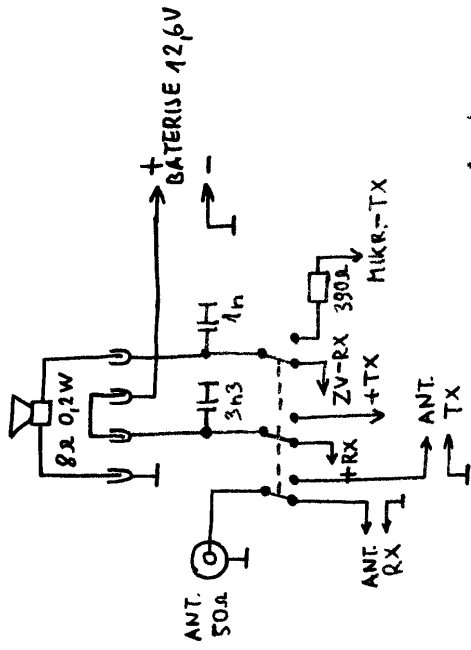 ANT.
50Ω
8Ω 0,2W
+
BATERIJE 12,6V
-
3n3
1n
390Ω
MIKR.-TX
ZV-RX
+TX
+RX
ANT.
TX
ANT.
RX